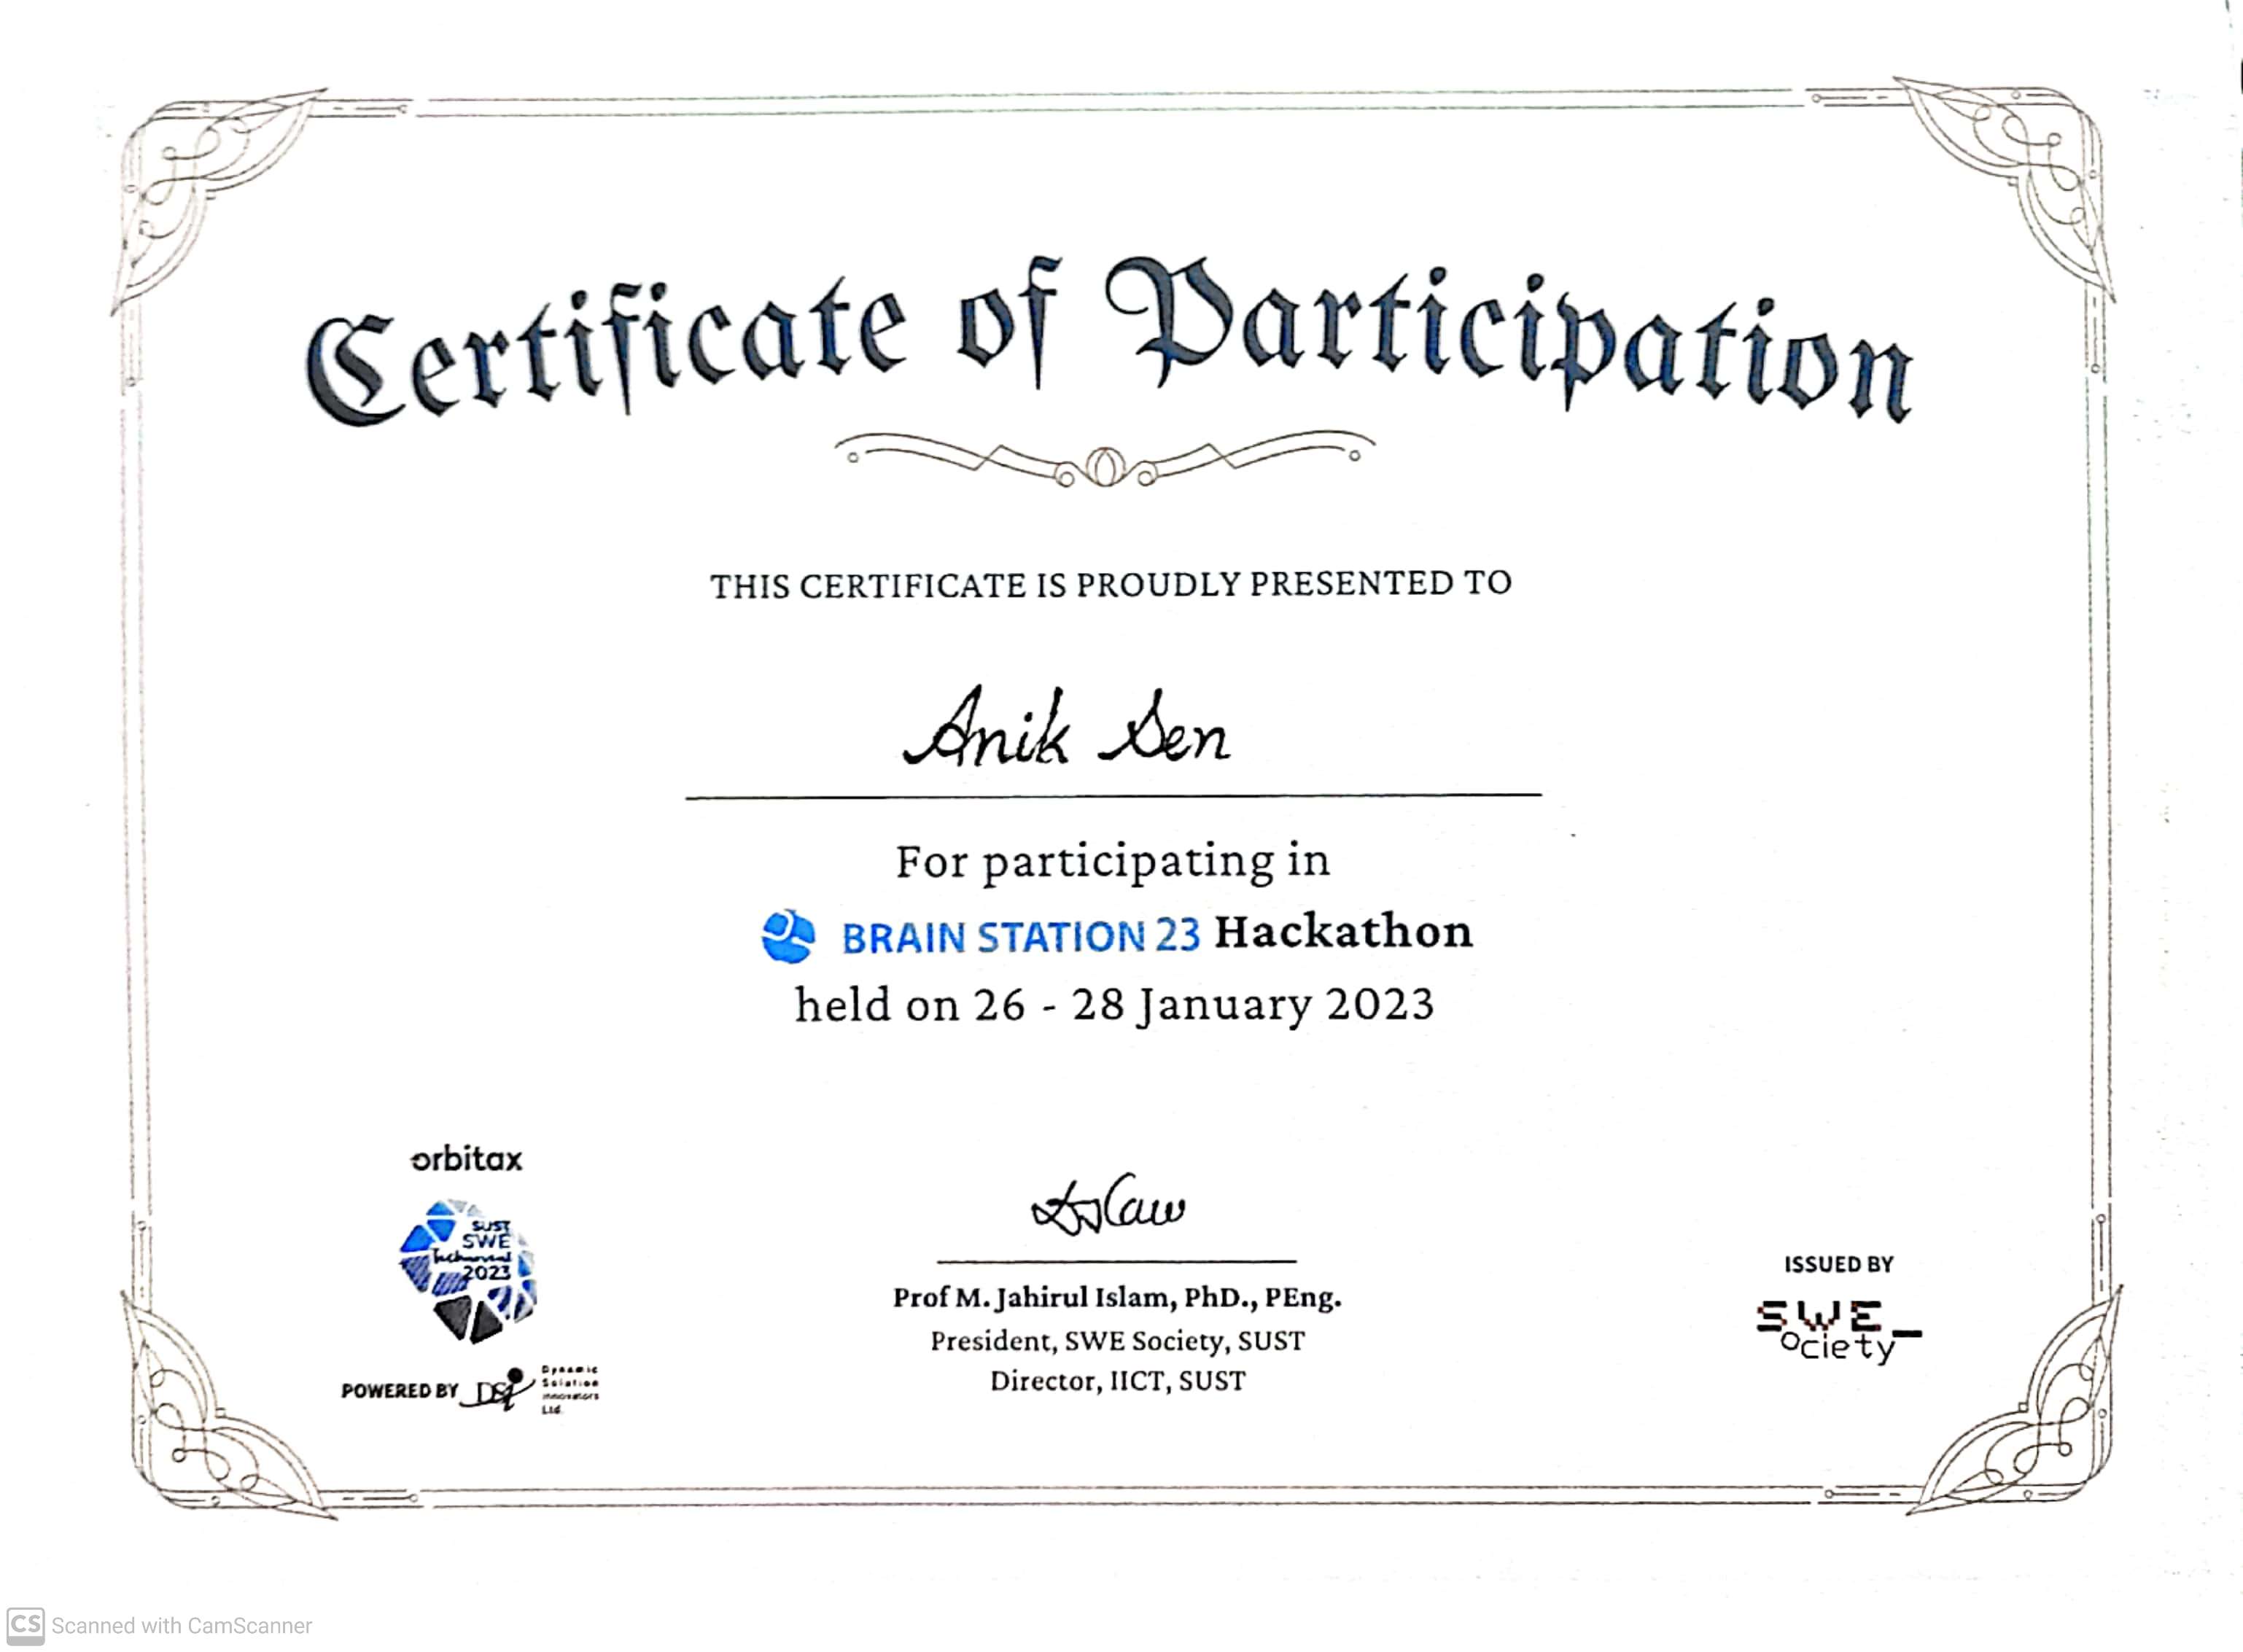 Certificate of Participation
THIS CERTIFICATE IS PROUDLY PRESENTED TO
Anik Sen
For participating in
BRAIN STATION 23 Hackathon
held on 26 - 28 January 2023
orbitax
SUST
SWE
Technovent
2023
POWERED BY DSi Dynamic
Solution
Innovators
Ltd.
Prof M. Jahirul Islam, PhD., PEng.
President, SWE Society, SUST
Director, IICT, SUST
ISSUED BY
SWE_
Ociety
CS Scanned with CamScanner